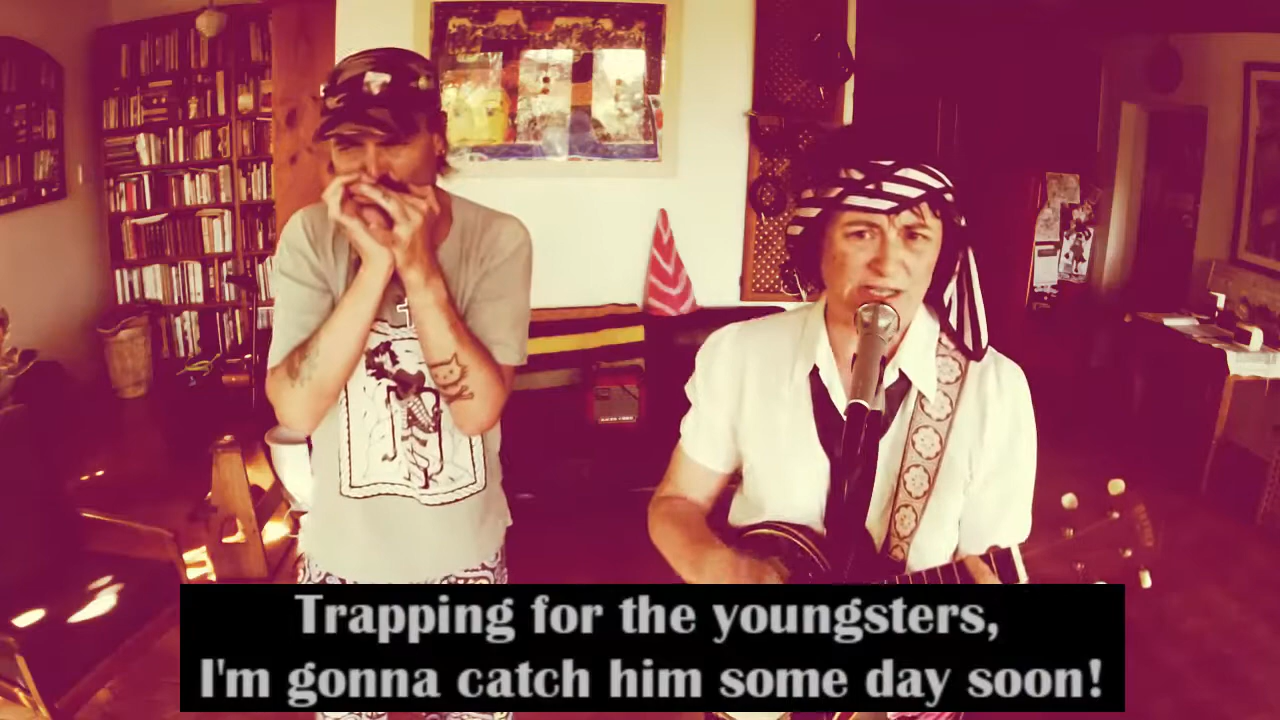 Trapping for the youngsters,
I'm gonna catch him some day soon!